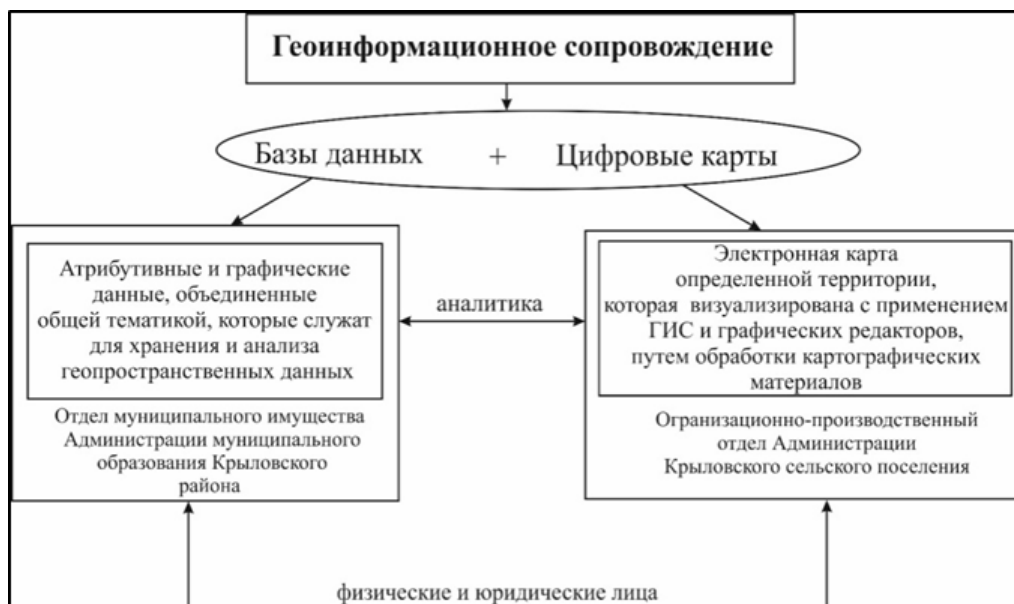 Геоинформационное сопровождение
Базы данных + Цифровые карты
Атрибутивные и графические
данные, объединенные
общей тематикой, которые служат
для хранения и анализа
геопространственных данных
Отдел муниципального имущества
Администрации муниципального
образования Крыловского
района
аналитика
Электронная карта
определенной территории,
которая визуализирована с применением
ГИС и графических редакторов,
путем обработки картографических
материалов
Огранизационно-производственный
отдел Администрации
Крыловского сельского поселения
физические и юридические лица